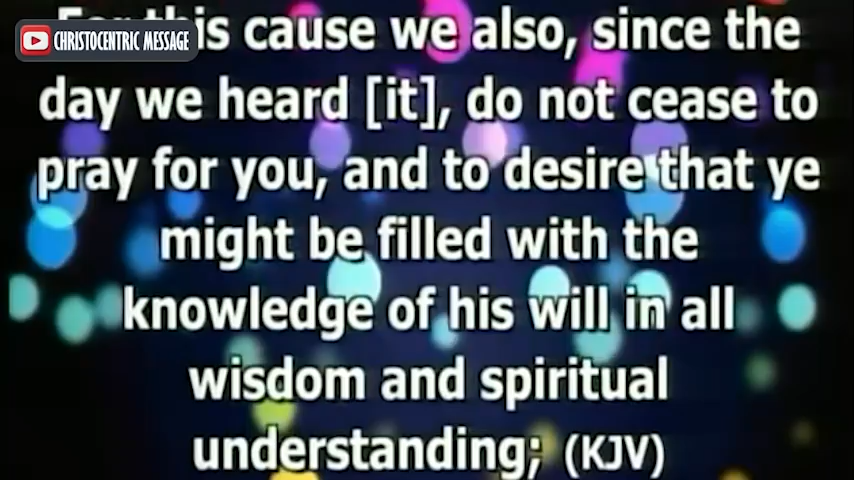 CHRISTOCENTRIC MESSAGE
For this cause we also, since the
day we heard [it], do not cease to
pray for you, and to desire that ye
might be filled with the
knowledge of his will in all
wisdom and spiritual
understanding; (KJV)